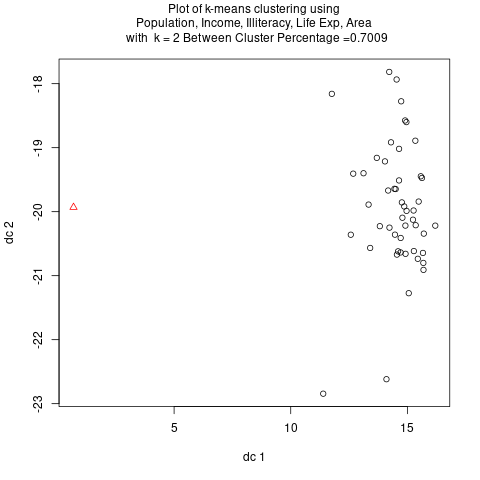 Plot of k-means clustering using
Population, Income, Illiteracy, Life Exp, Area
with  k = 2 Between Cluster Percentage =0.7009
-18
-19
-20
-21
-22
-23
dc 2
5
10
15
dc 1